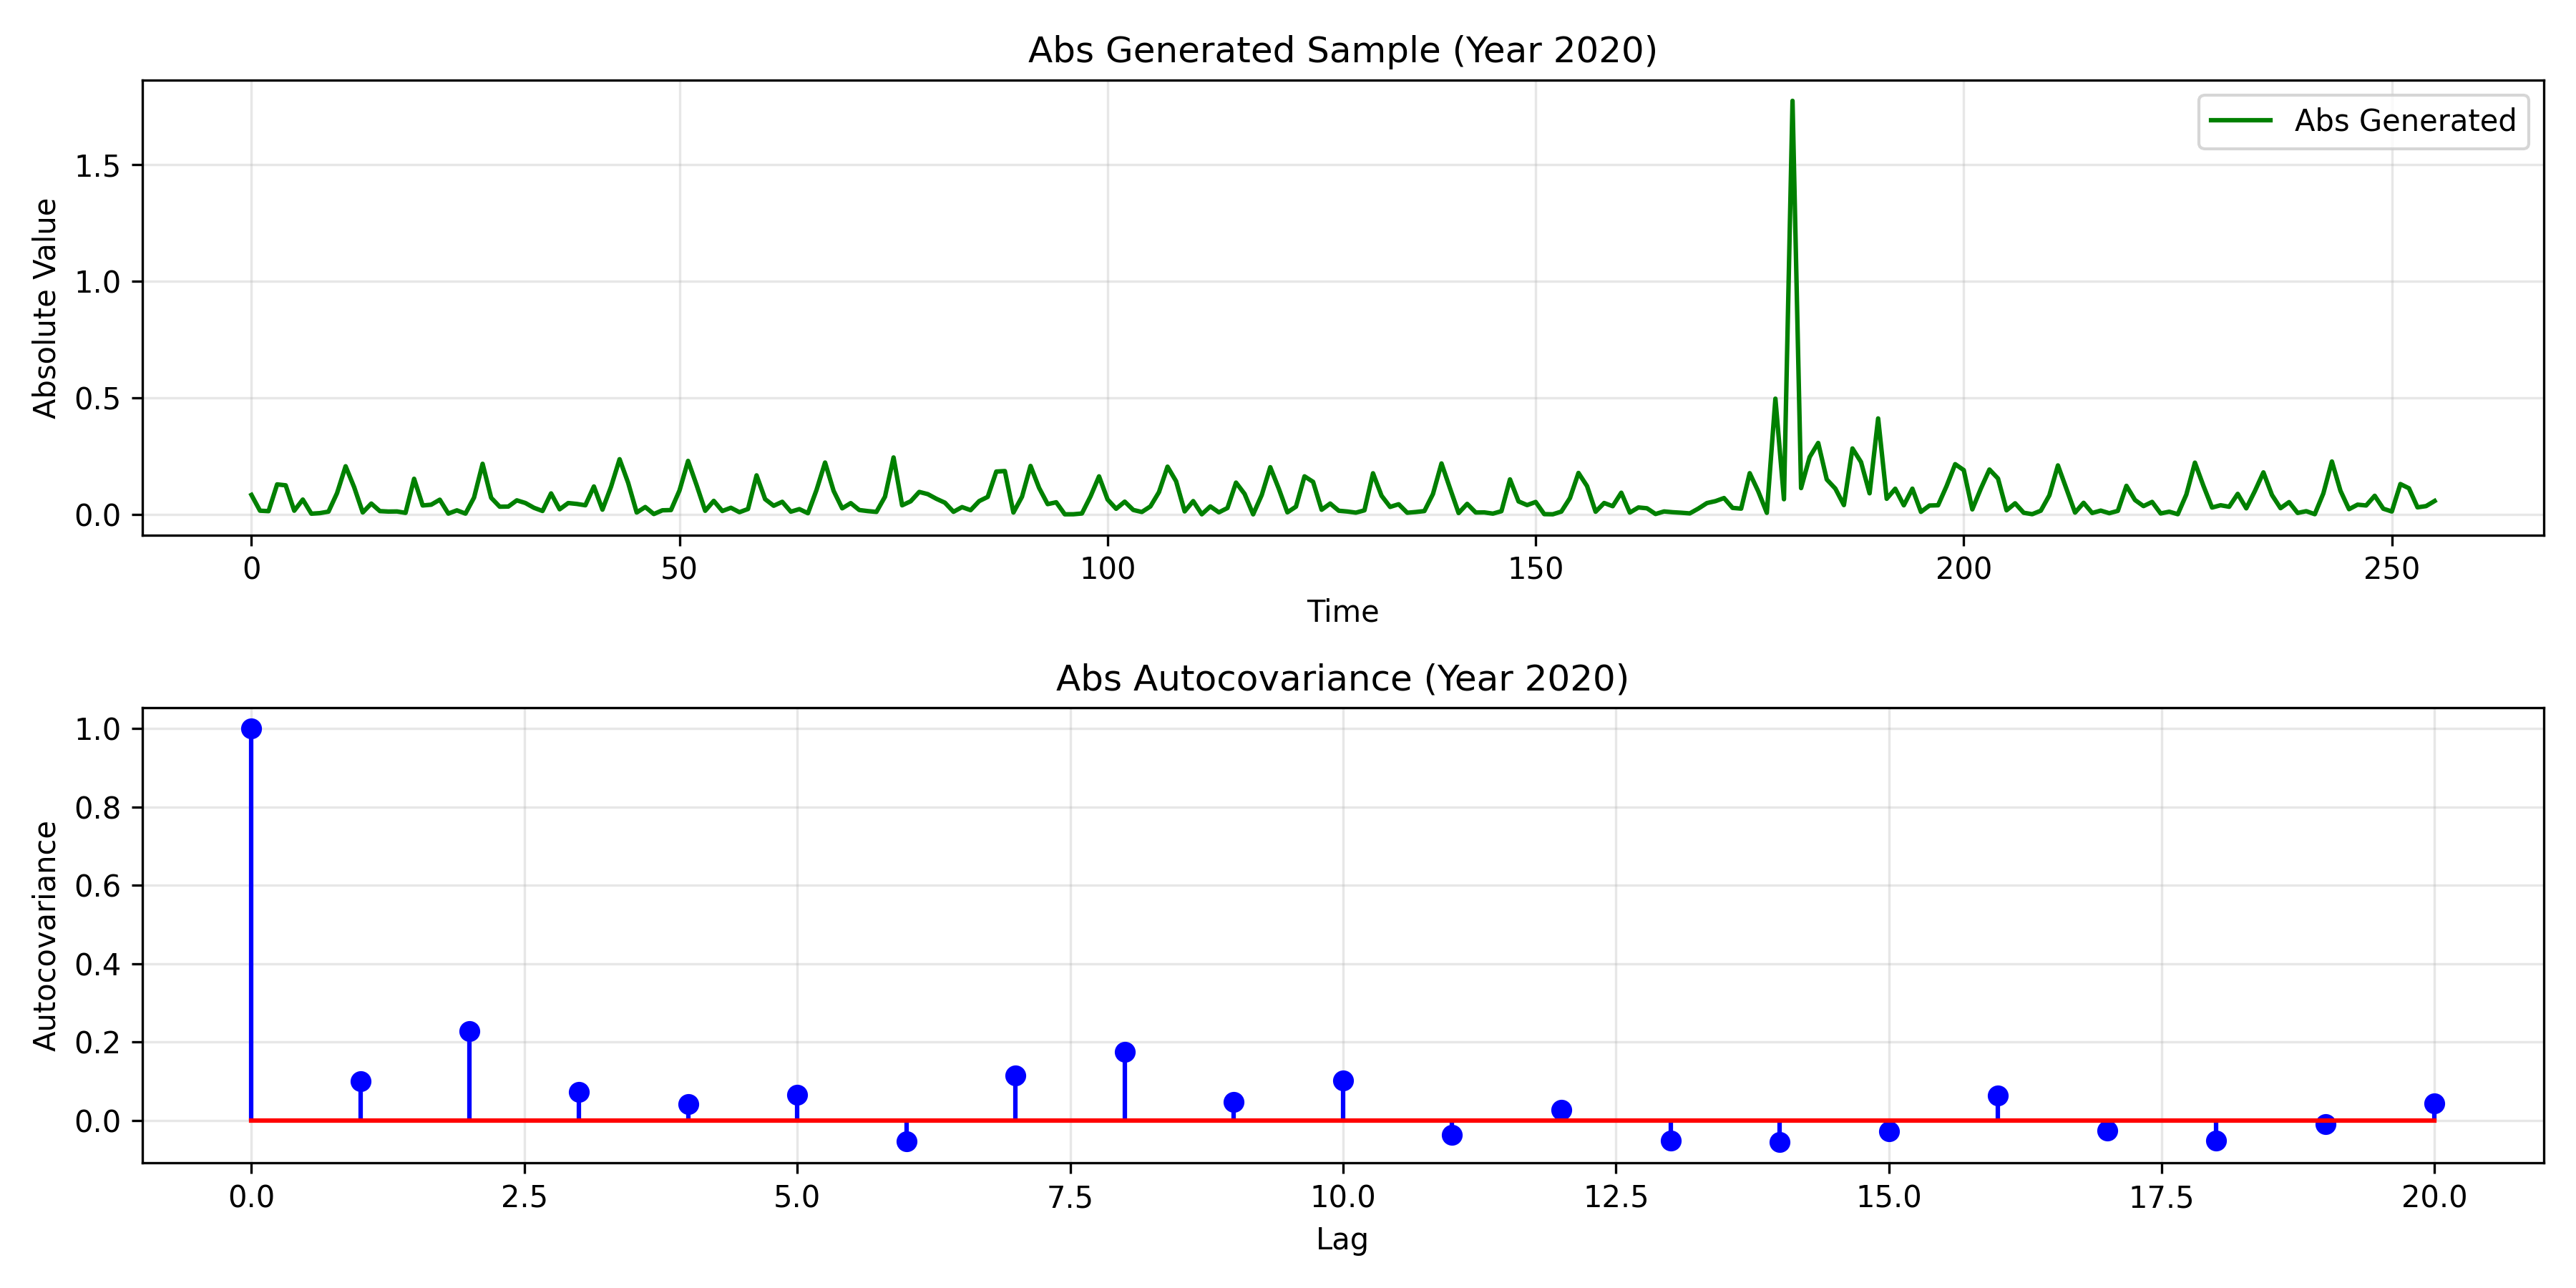 Abs Generated Sample (Year 2020)
Abs Generated
Absolute Value
1.5
1.0
0.5
0.0
0 50 100 150 200 250
Time
Abs Autocovariance (Year 2020)
Autocovariance
1.0
0.8
0.6
0.4
0.2
0.0
0.0 2.5 5.0 7.5 10.0 12.5 15.0 17.5 20.0
Lag